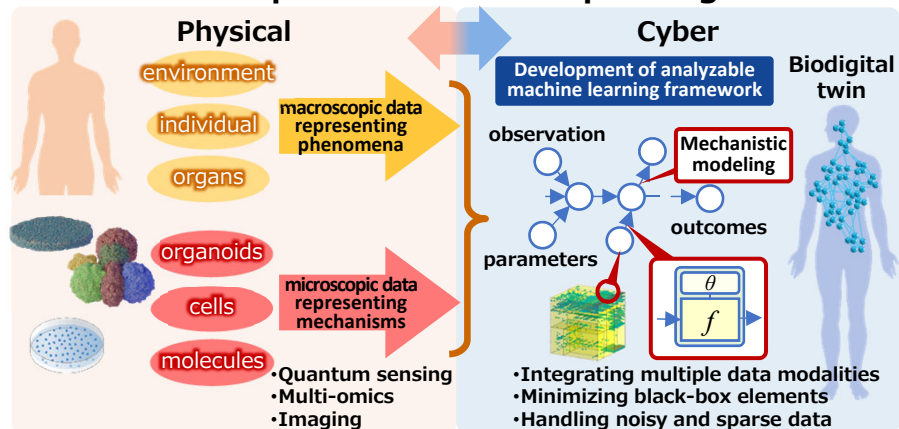 Physical
Cyber
environment
individual
organs
macroscopic data
representing
phenomena
organoids
cells
molecules
microscopic data
representing
mechanisms
•Quantum sensing
•Multi-omics
•Imaging
Development of analyzable
machine learning framework
Biodigital
twin
observation
Mechanistic
modeling
outcomes
parameters
θ
f
•Integrating multiple data modalities
•Minimizing black-box elements
•Handling noisy and sparse data